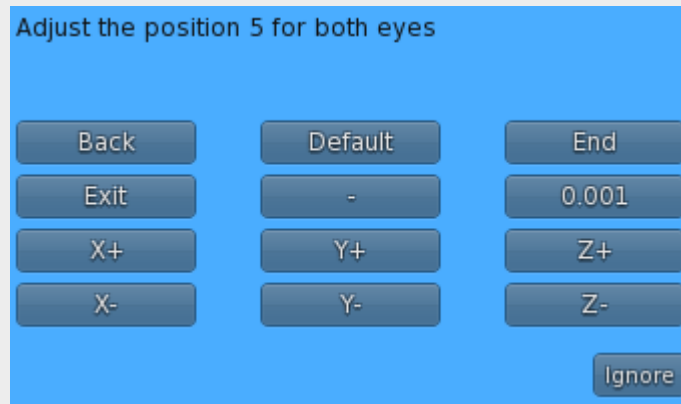 Adjust the position 5 for both eyes
Back Default End
Exit - 0.001
X+ Y+ Z+
X- Y- Z-
Ignore